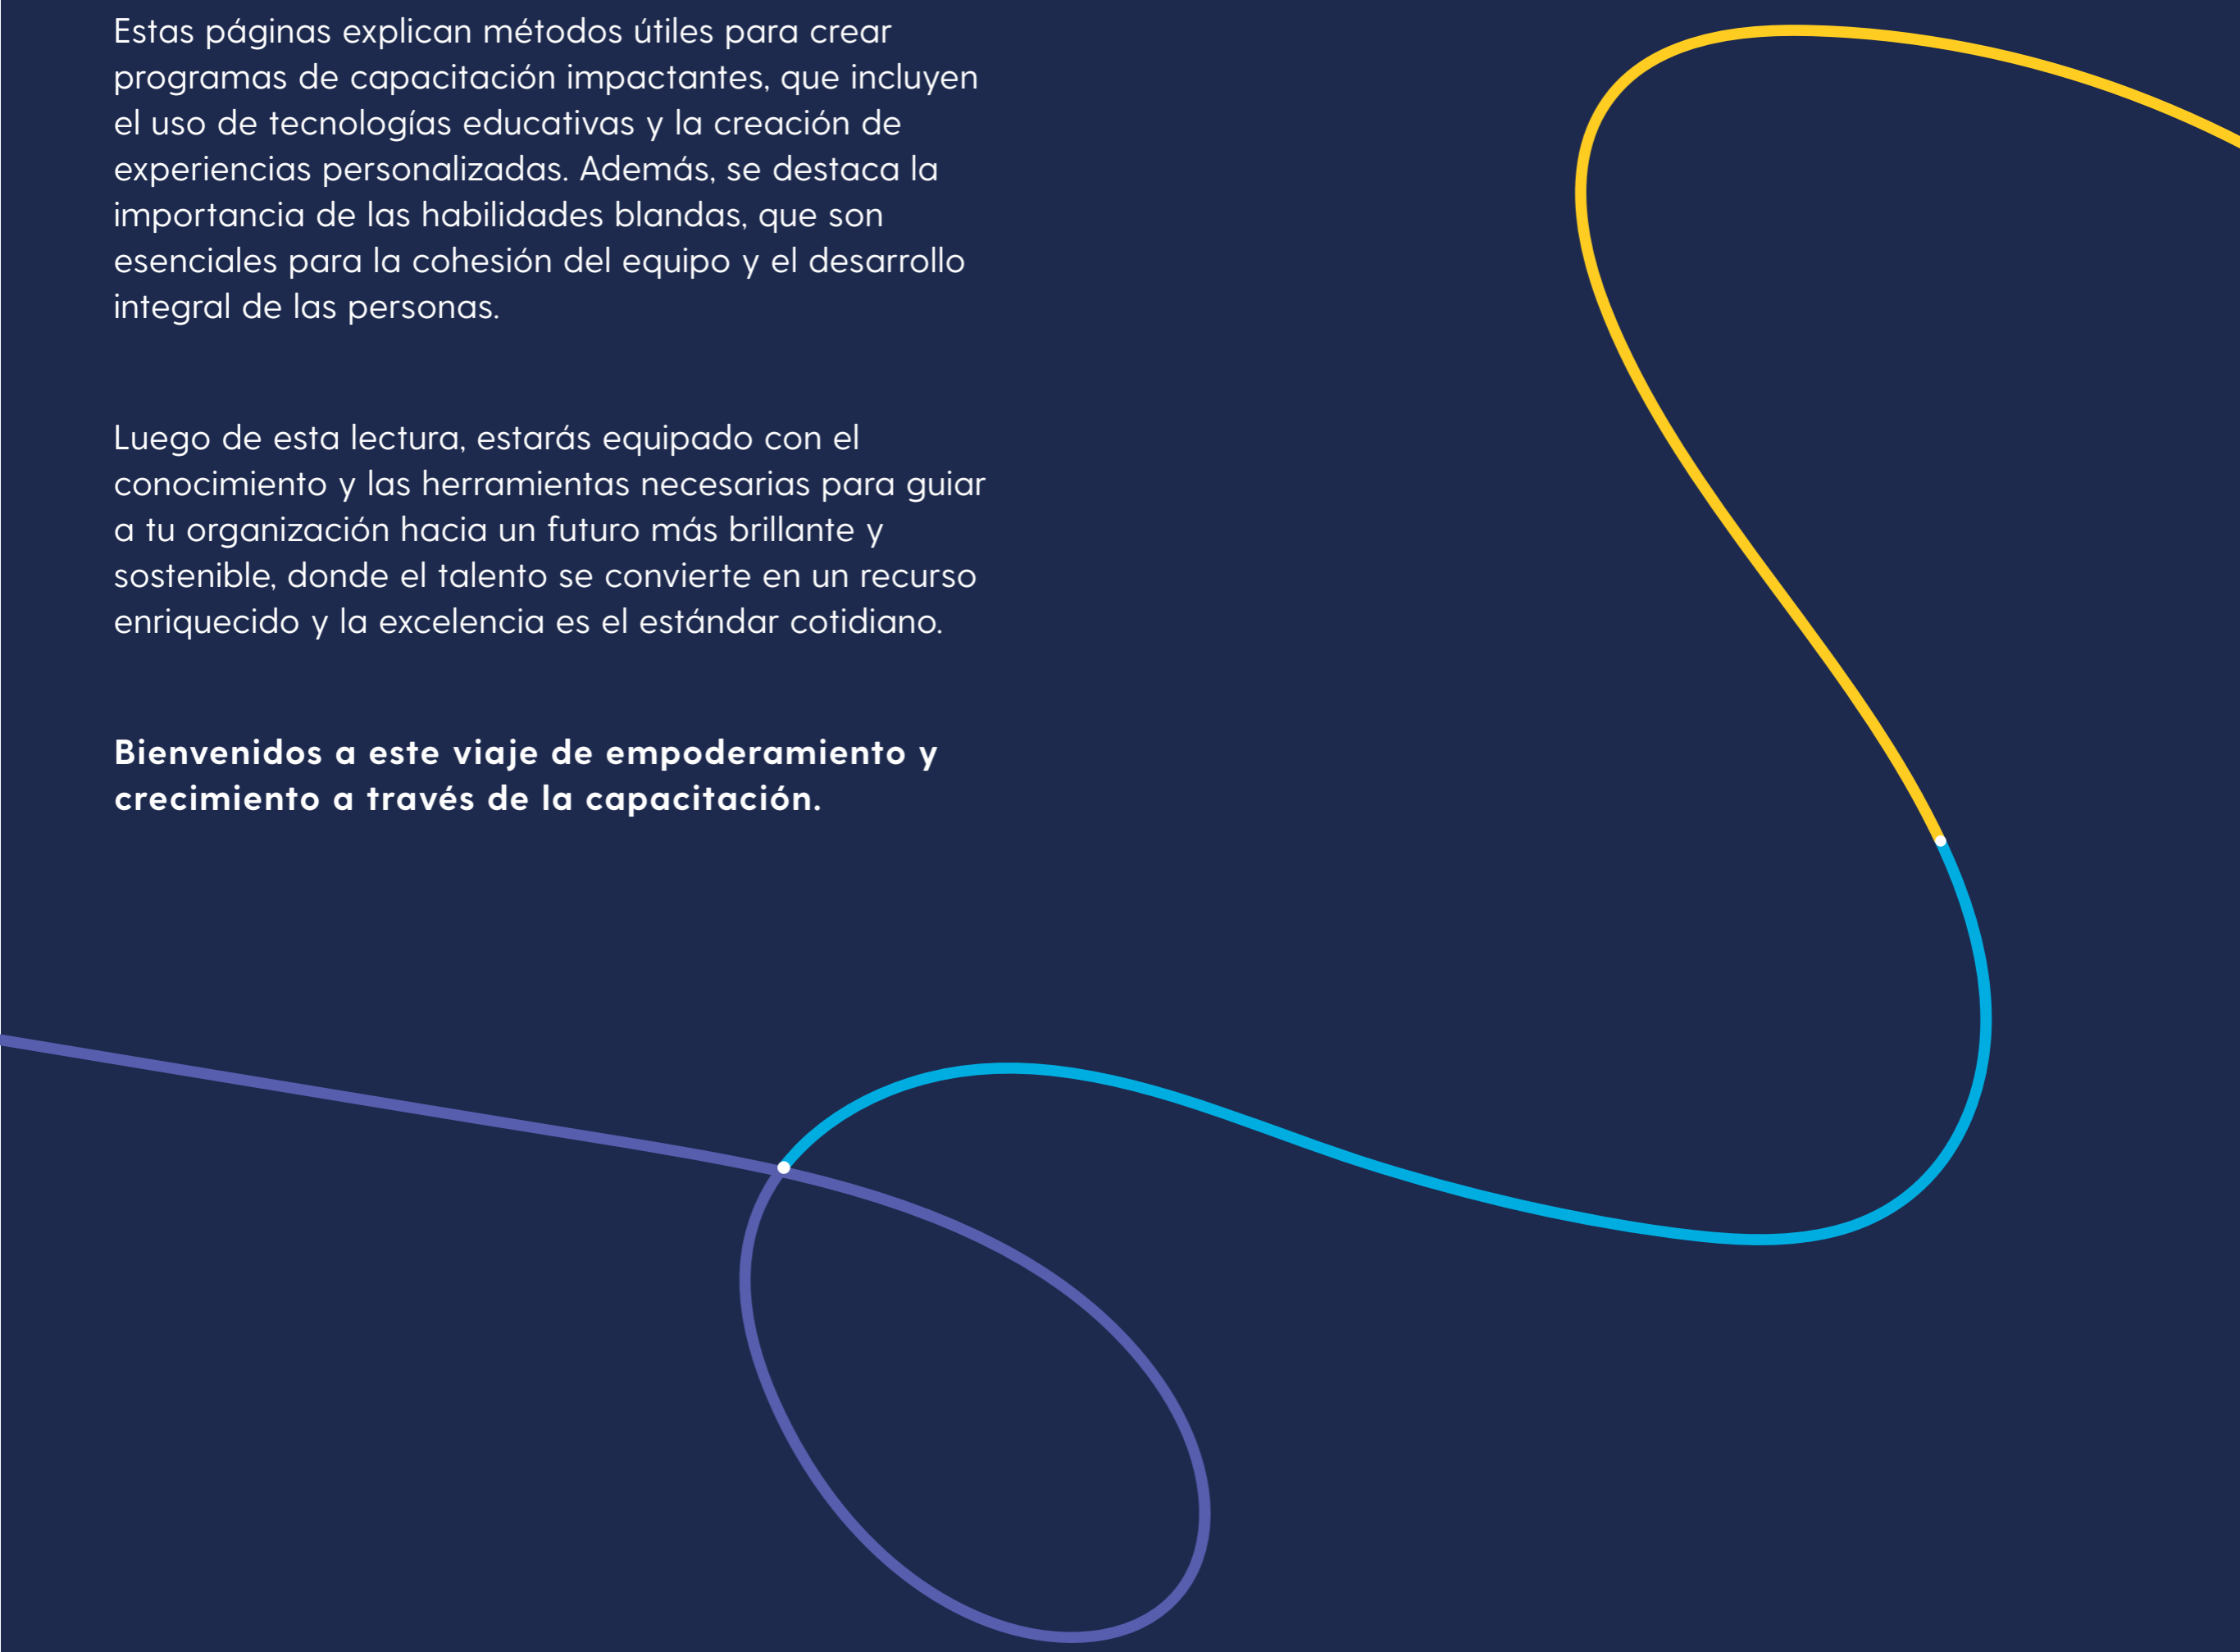 Estas páginas explican métodos útiles para crear
programas de capacitación impactantes, que incluyen
el uso de tecnologías educativas y la creación de
experiencias personalizadas. Además, se destaca la
importancia de las habilidades blandas, que son
esenciales para la cohesión del equipo y el desarrollo
integral de las personas.
Luego de esta lectura, estarás equipado con el
conocimiento y las herramientas necesarias para guiar
a tu organización hacia un futuro más brillante y
sostenible, donde el talento se convierte en un recurso
enriquecido y la excelencia es el estándar cotidiano.
Bienvenidos a este viaje de empoderamiento y
crecimiento a través de la capacitación.